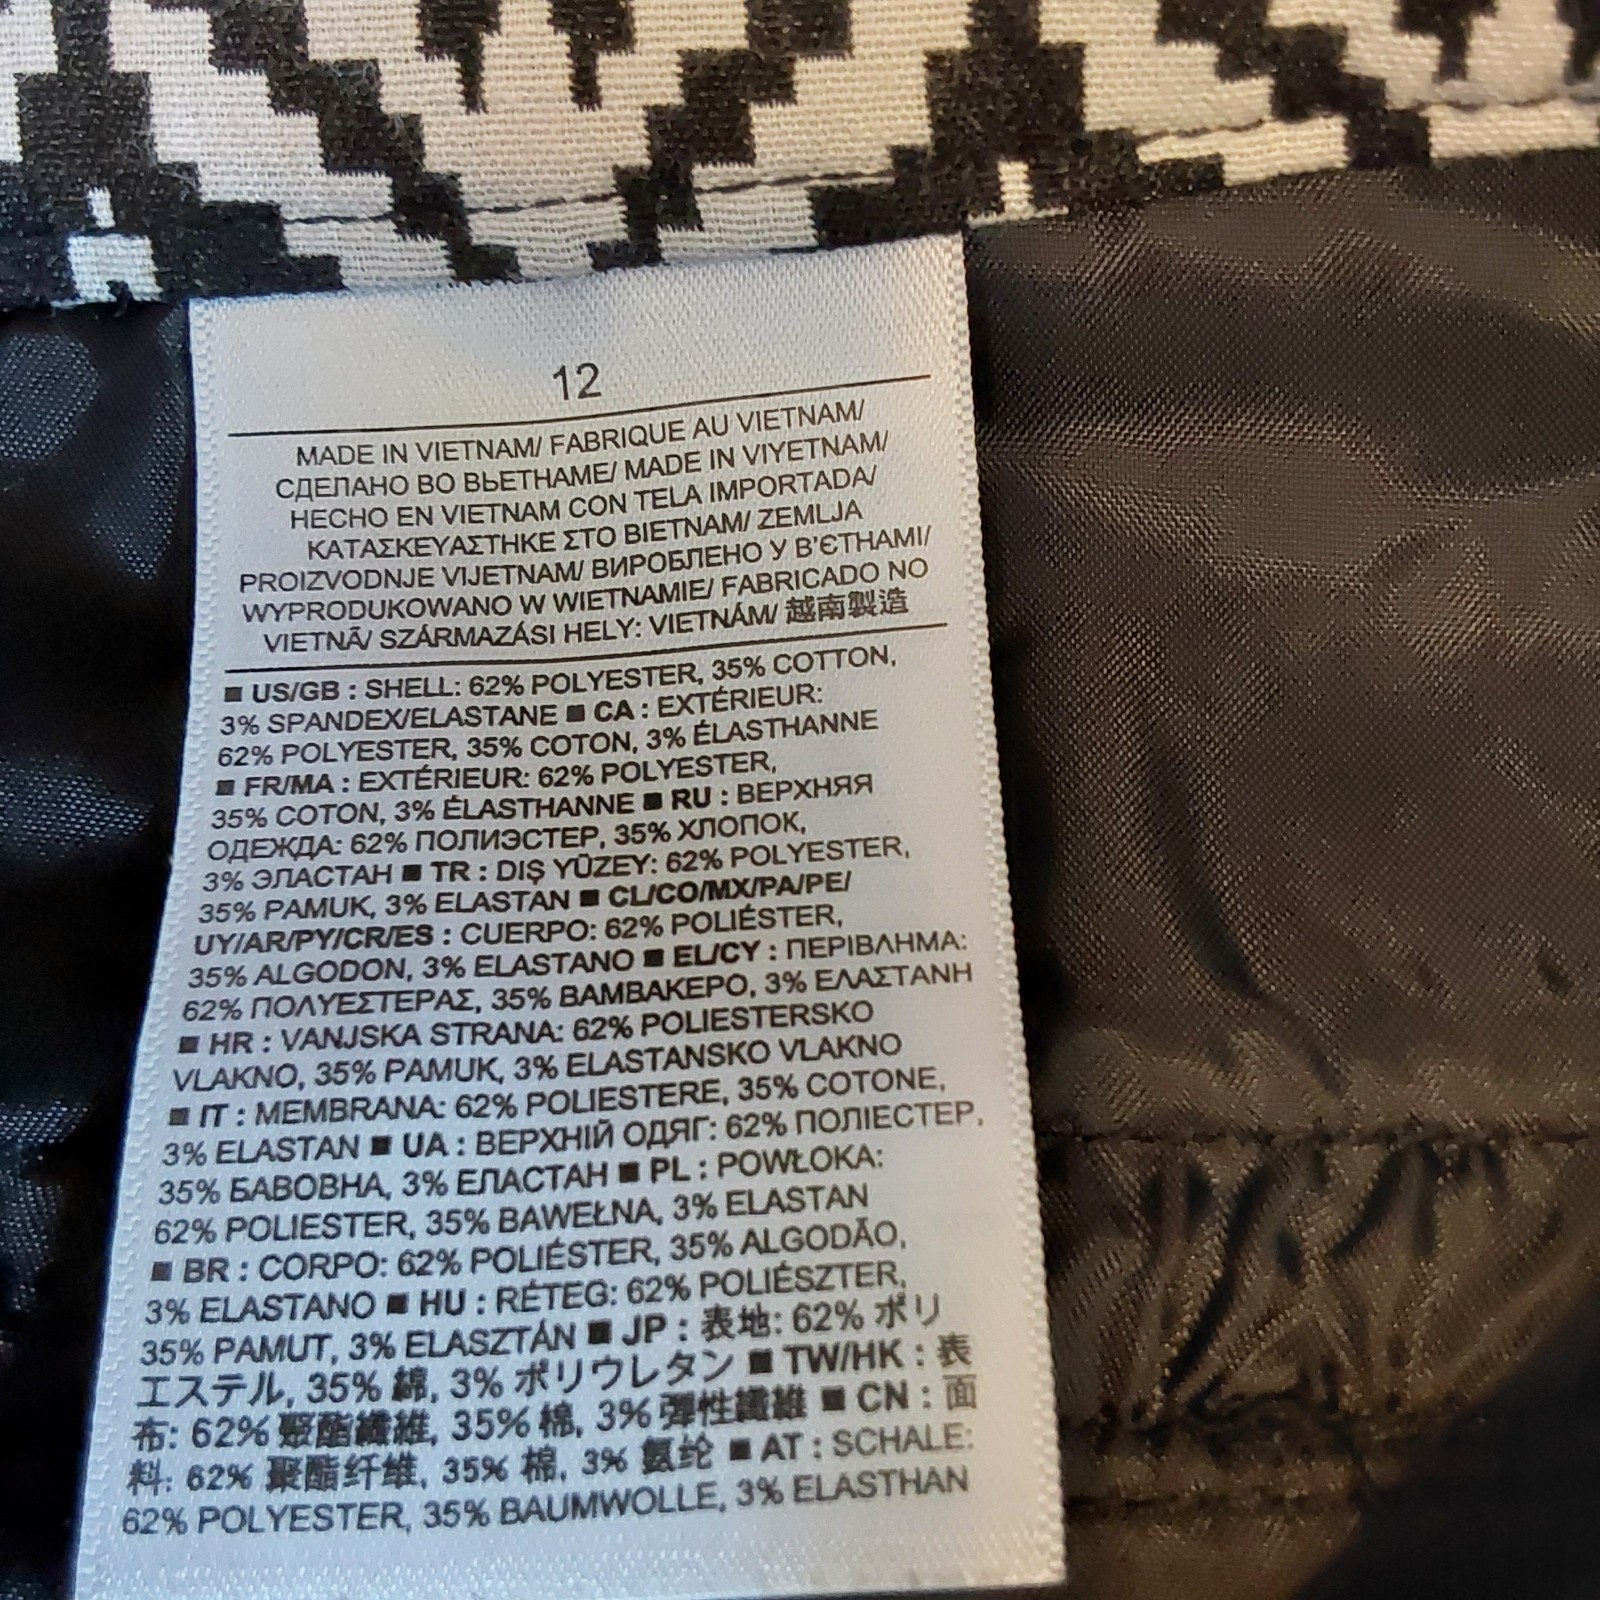 12
MADE IN VIETNAM/ FABRIQUE AU VIETNAM/
СДЕЛАНО ВО ВЬЕТНАМЕ/ MADE IN VIYETNAM/
HECHO EN VIETNAM CON TELA IMPORTADA/
ΚΑΤΑΣΚΕΥΑΣΤΗΚΕ ΣΤΟ ΒΙΕΤΝΑΜ/ ZEMLJA
PROIZVODNJE VIJETNAM/ ВИРОБЛЕНО У В'ЄТНАМІ/
WYPRODUKOWANO W WIETNAMIE/ FABRICADO NO
VIETNÃ/ SZÁRMAZÁSI HELY: VIETNÁM/ 越南製造
■ US/GB : SHELL: 62% POLYESTER, 35% COTTON,
3% SPANDEX/ELASTANE ■ CA : EXTÉRIEUR:
62% POLYESTER, 35% COTON, 3% ÉLASTHANNE
■ FR/MA : EXTÉRIEUR: 62% POLYESTER,
35% COTON, 3% ÉLASTHANNE ■ RU : ВЕРХНЯЯ
ОДЕЖДА: 62% ПОЛИЭСТЕР, 35% ХЛОПОК,
3% ЭЛАСТАН ■ TR : DIŞ YÜZEY: 62% POLYESTER,
35% PAMUK, 3% ELASTAN ■ CL/CO/MX/PA/PE/
UY/AR/PY/CR/ES : CUERPO: 62% POLIÉSTER,
35% ALGODON, 3% ELASTANO ■ EL/CY : ΠΕΡΙΒΛΗΜΑ:
62% ΠΟΛΥΕΣΤΕΡΑΣ, 35% ΒΑΜΒΑΚΕΡΟ, 3% ΕΛΑΣΤΑΝΗ
■ HR : VANJSKA STRANA: 62% POLIESTERSKO
VLAKNO, 35% PAMUK, 3% ELASTANSKO VLAKNO
■ IT : MEMBRANA: 62% POLIESTERE, 35% COTONE,
3% ELASTAN ■ UA : ВЕРХНІЙ ОДЯГ: 62% ПОЛІЕСТЕР,
35% БАВОВНА, 3% ЕЛАСТАН ■ PL : POWŁOKA:
62% POLIESTER, 35% BAWEŁNA, 3% ELASTAN
■ BR : CORPO: 62% POLIÉSTER, 35% ALGODÃO,
3% ELASTANO ■ HU : RÉTEG: 62% POLIÉSZTER,
35% PAMUT, 3% ELASZTÁN ■ JP : 表地: 62% ポリ
エステル, 35% 綿, 3% ポリウレタン ■ TW/HK : 表
布: 62% 聚酯纖維, 35% 棉, 3% 彈性纖維 ■ CN : 面
料: 62% 聚酯纤维, 35% 棉, 3% 氨纶 ■ AT : SCHALE:
62% POLYESTER, 35% BAUMWOLLE, 3% ELASTHAN